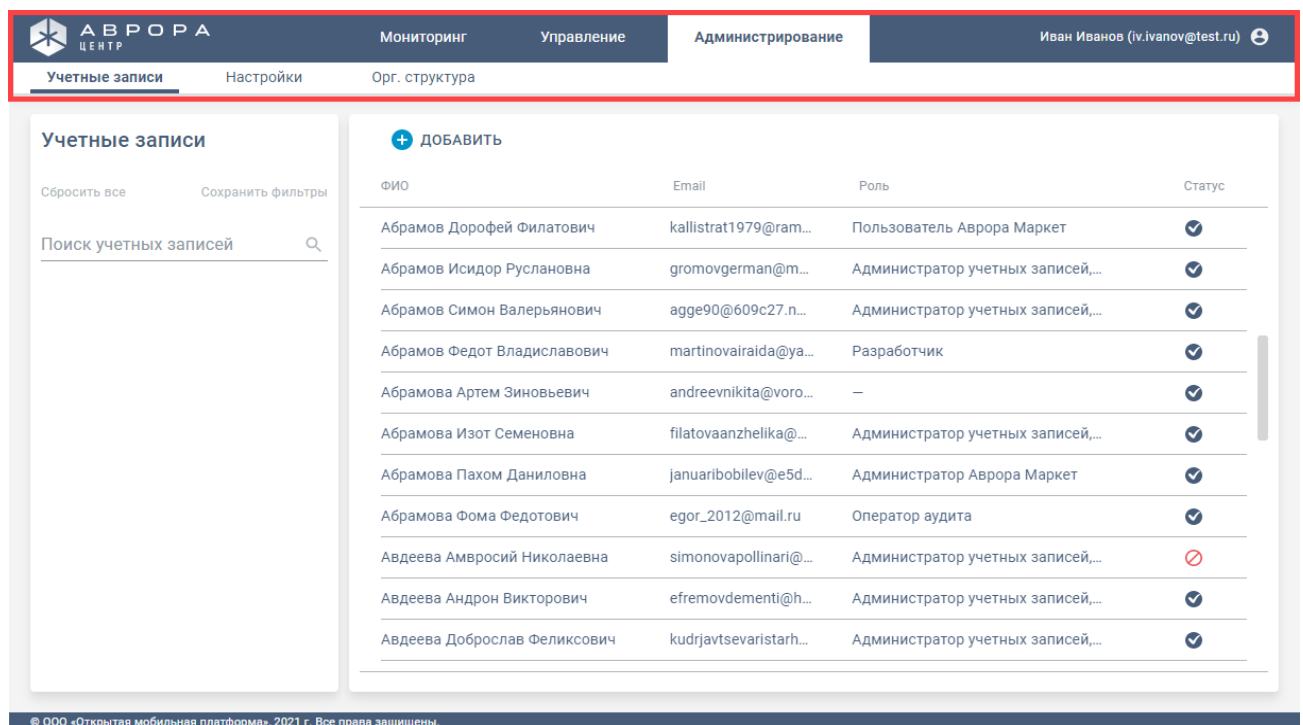 АВРОРА
ЦЕНТР
Мониторинг Управление Администрирование Иван Иванов (iv.ivanov@test.ru)
Учетные записи Настройки Орг. структура
Учетные записи
Сбросить все Сохранить фильтры
Поиск учетных записей
ДОБАВИТЬ
ФИО Email Роль Статус
Абрамов Дорофей Филатович kallistrat1979@ram... Пользователь Аврора Маркет
Абрамов Исидор Руслановна gromovgerman@m... Администратор учетных записей,...
Абрамов Симон Валерьянович agge90@609c27.n... Администратор учетных записей,...
Абрамов Федот Владиславович martinovairaida@ya... Разработчик
Абрамова Артем Зиновьевич andreevnikita@voro... —
Абрамова Изот Семеновна filatovaanzhelika@... Администратор учетных записей,...
Абрамова Пахом Даниловна januaribobilev@e5d... Администратор Аврора Маркет
Абрамова Фома Федотович egor_2012@mail.ru Оператор аудита
Авдеева Амвросий Николаевна simonovapollinari@... Администратор учетных записей,...
Авдеева Андрон Викторович efremovdementi@h... Администратор учетных записей,...
Авдеева Доброслав Феликсович kudrjavtsevaristarh... Администратор учетных записей,...
© ООО «Открытая мобильная платформа», 2021 г. Все права защищены.